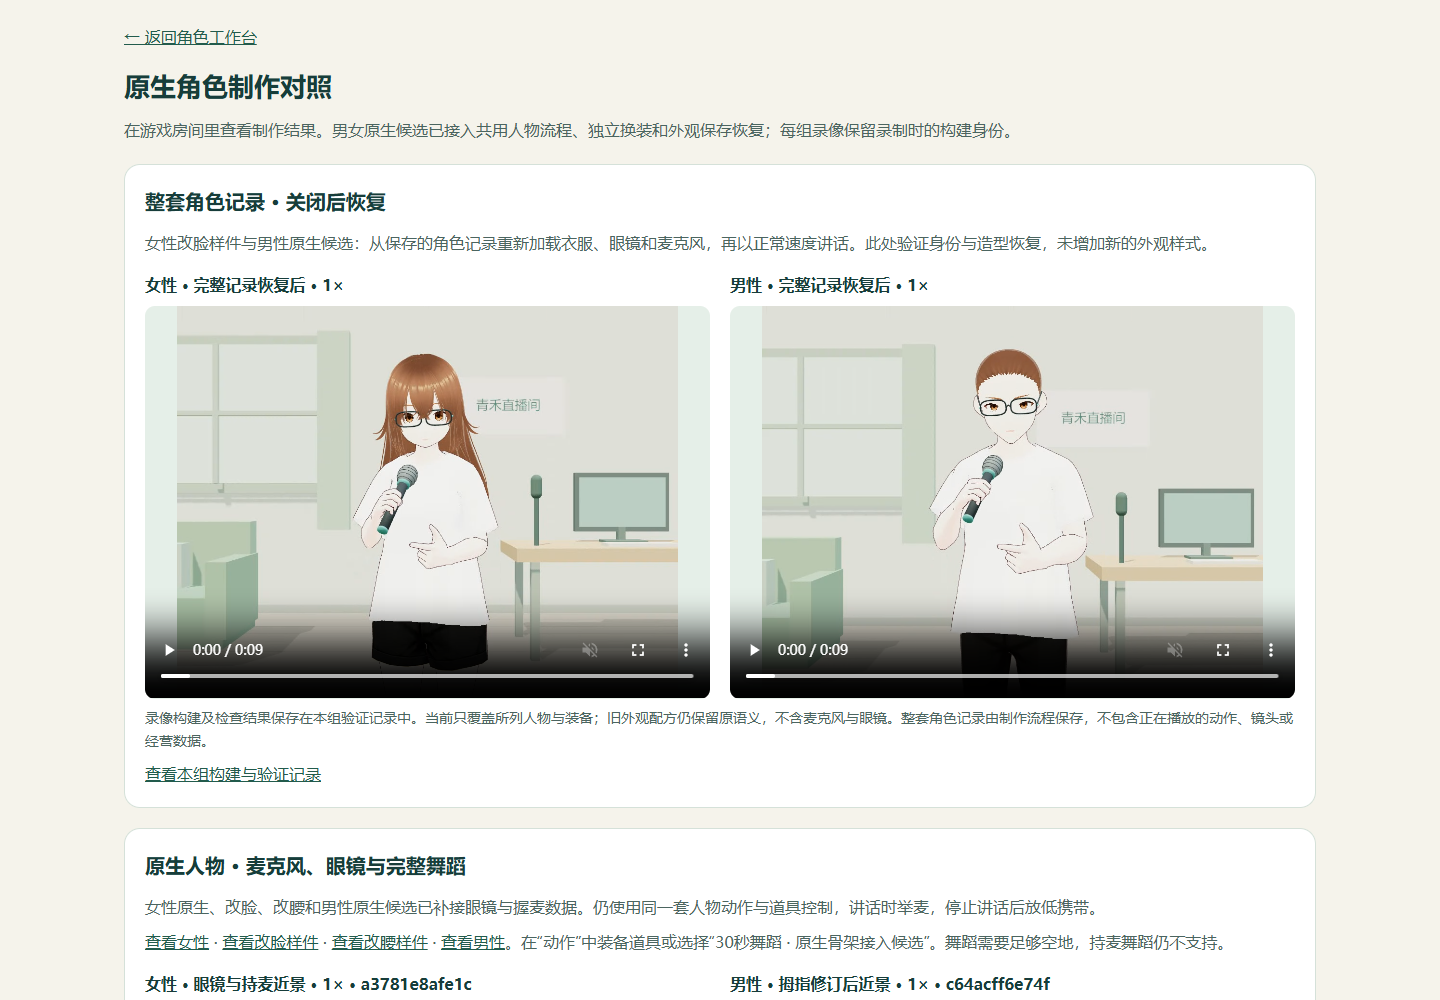 ← 返回角色工作台
原生角色制作对照
在游戏房间里查看制作结果。男女原生候选已接入共用人物流程、独立换装和外观保存恢复；每组录像保留录制时的构建身份。
整套角色记录 • 关闭后恢复
女性改脸样件与男性原生候选：从保存的角色记录重新加载衣服、眼镜和麦克风，再以正常速度讲话。此处验证身份与造型恢复，未增加新的外观样式。
女性 • 完整记录恢复后 • 1×
男性 • 完整记录恢复后 • 1×
青禾直播间
青禾直播间
0:00 / 0:09
0:00 / 0:09
录像构建及检查结果保存在本组验证记录中。当前只覆盖所列人物与装备；旧外观配方仍保留原语义，不含麦克风与眼镜。整套角色记录由制作流程保存，不包含正在播放的动作、镜头或
经营数据。
查看本组构建与验证记录
原生人物 • 麦克风、眼镜与完整舞蹈
女性原生、改脸、改腰和男性原生候选已补接眼镜与握麦数据。仍使用同一套人物动作与道具控制，讲话时举麦，停止讲话后放低携带。
查看女性 · 查看改脸样件 · 查看改腰样件 · 查看男性。在“动作”中装备道具或选择“30秒舞蹈 · 原生骨架接入候选”。舞蹈需要足够空地，持麦舞蹈仍不支持。
女性 • 眼镜与持麦近景 • 1× • a3781e8afe1c
男性 • 拇指修订后近景 • 1× • c64acff6e74f